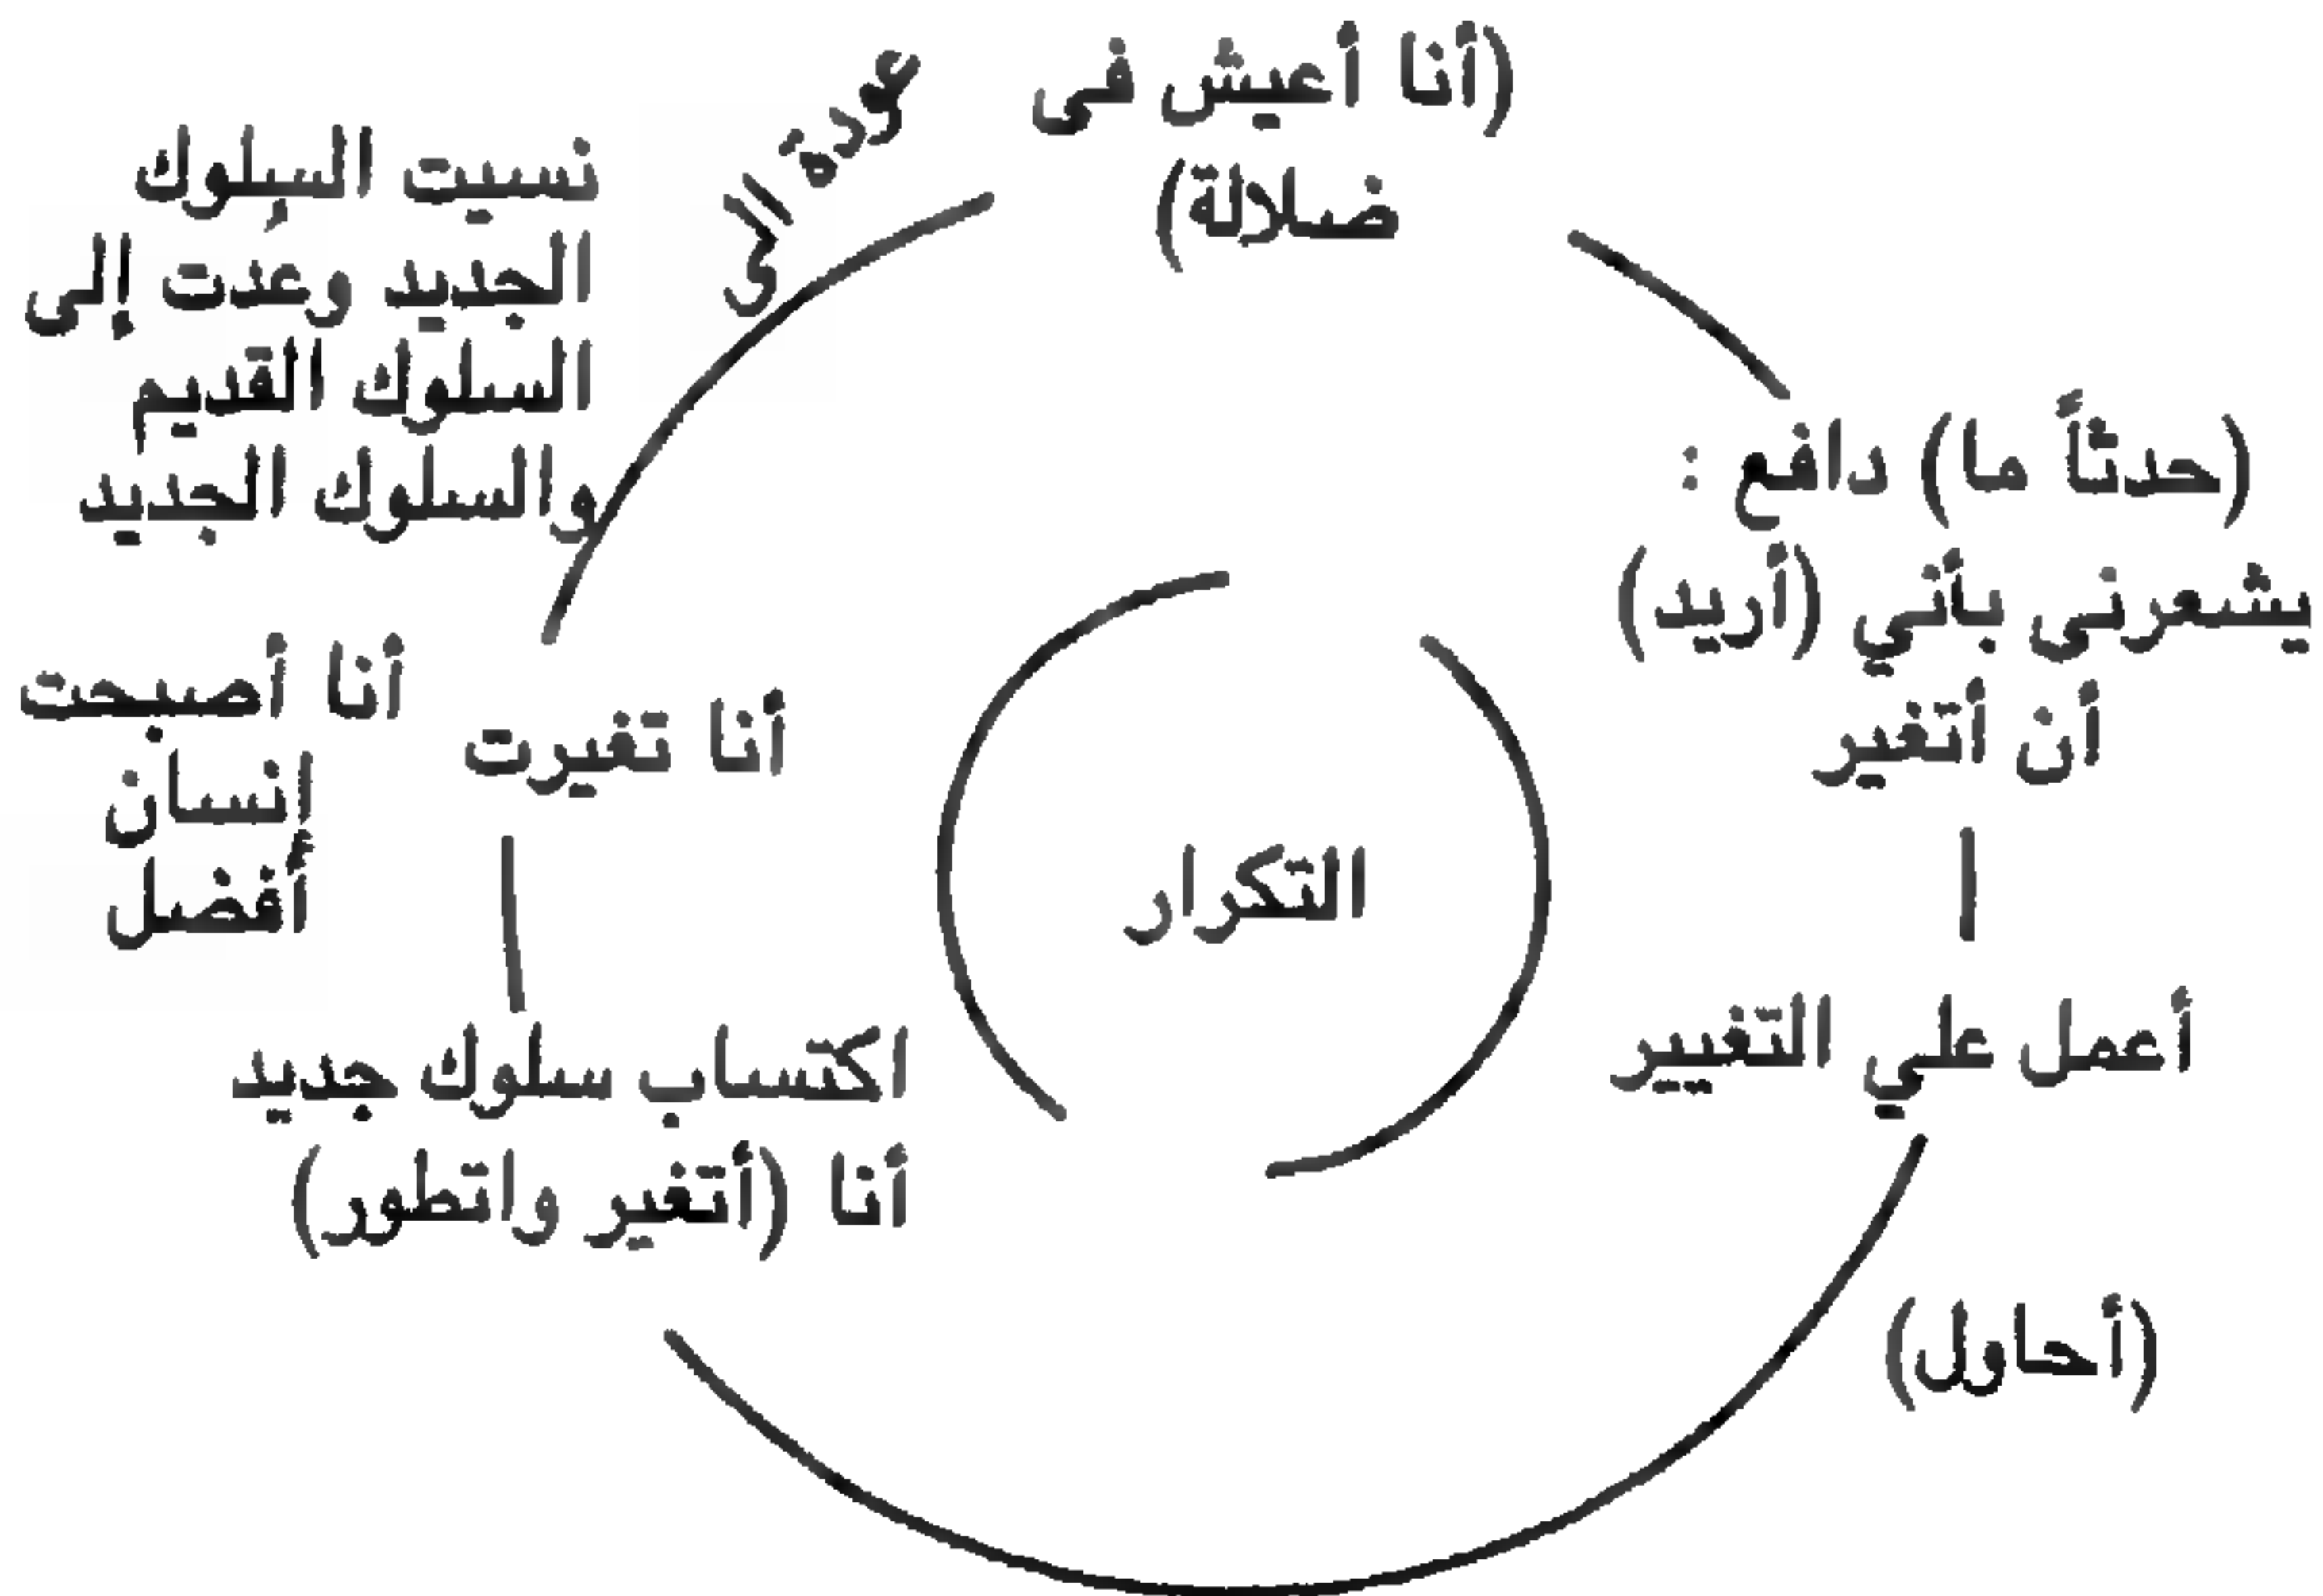 (أنا أعيش فى
ضلالة)
عودة الى
(حدثاً ما) دافع :
يشعرني بأني (أريد)
أن أتغير
أعمل علي التغيير
(أحاول)
التكرار
اكتساب سلوك جديد
أنا (أتغير واتطور)
أنا تغيرت
أنا أصبحت
انسان
أفضل
نسيت السلوك
الجديد وعدت إلى
السلوك القديم
والسلوك الجديد